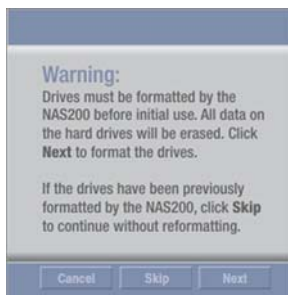 Warning:
Drives must be formatted by the
NAS200 before initial use. All data on
the hard drives will be erased. Click
Next to format the drives.
If the drives have been previously
formatted by the NAS200, click Skip
to continue without reformatting.
Cancel Skip Next